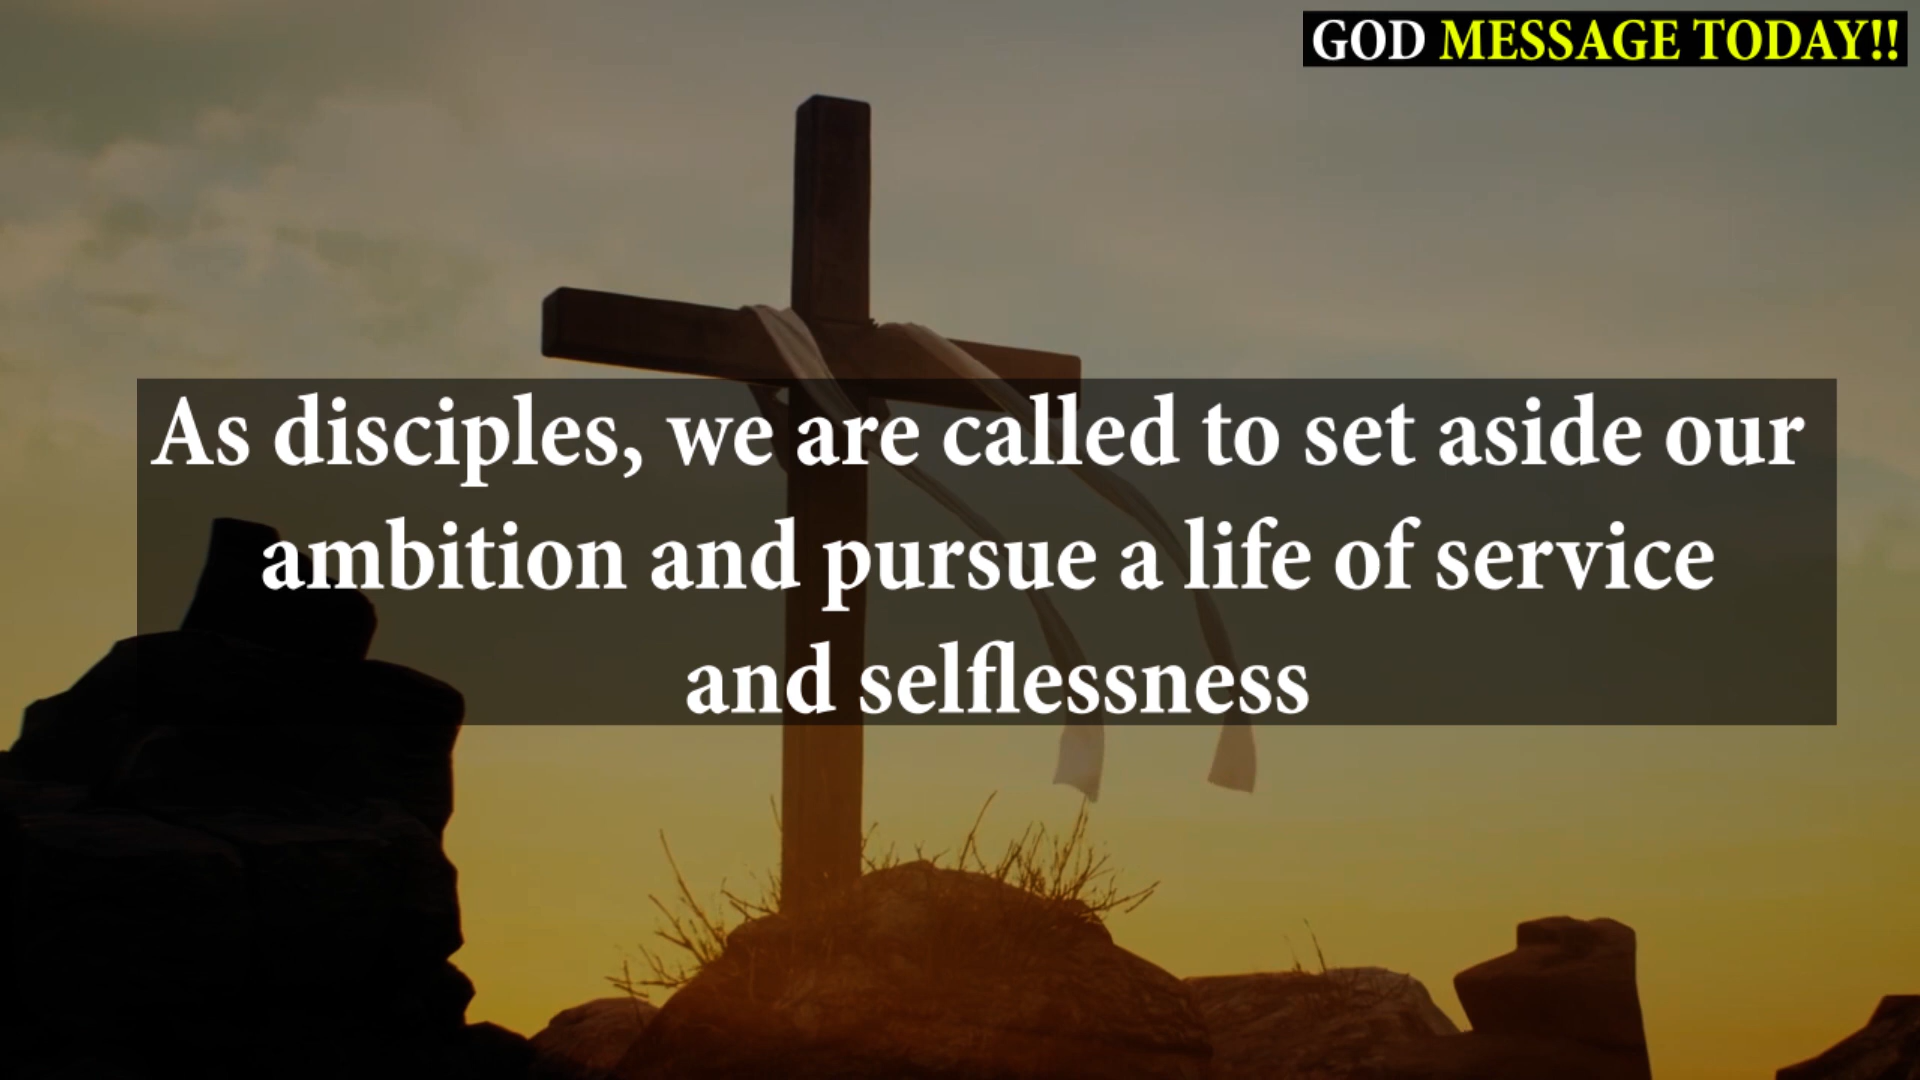 GOD MESSAGE TODAY!!
As disciples, we are called to set aside our
ambition and pursue a life of service
and selflessness